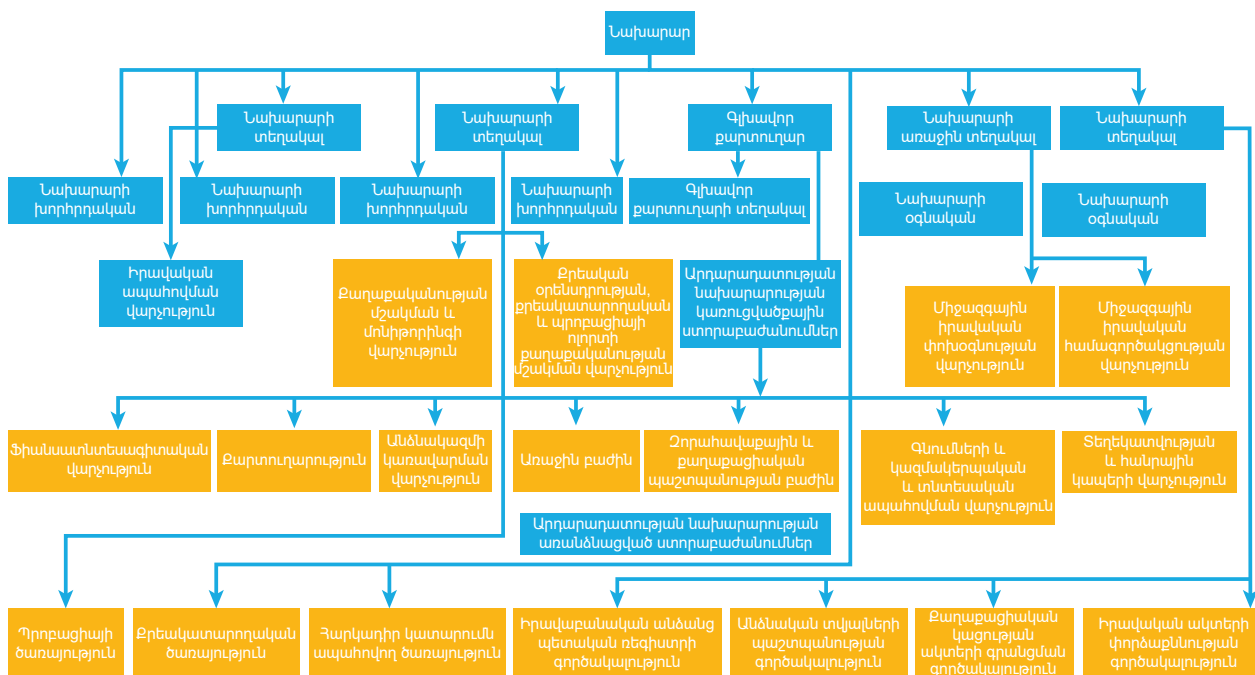 Նախարար
Նախարարի
տեղակալ
Նախարարի
տեղակալ
Գլխավոր
քարտուղար
Նախարարի
առաջին տեղակալ
Նախարարի
տեղակալ
Նախարարի
խորհրդական
Նախարարի
խորհրդական
Նախարարի
խորհրդական
Նախարարի
խորհրդական
Գլխավոր
քարտուղարի տեղակալ
Նախարարի
օգնական
Նախարարի
օգնական
Իրավական
ապահովման
վարչություն
Քաղաքականության
մշակման և
մոնիթորինգի
վարչություն
Քրեական
օրենսդրության,
քրեակատարողական
և պրոբացիայի
ոլորտի
քաղաքականության
մշակման վարչություն
Արդարադատության
նախարարության
կառուցվածքային
ստորաբաժանումներ
Միջազգային
իրավական
փոխօգնության
վարչություն
Միջազգային
իրավական
համագործակցության
վարչություն
Ֆիանսատնտեսագիտական
վարչություն
Քարտուղարություն
Անձնակազմի
կառավարման
վարչություն
Առաջին բաժին
Զորահավաքային և
քաղաքացիական
պաշտպանության բաժին
Գնումների և
կազմակերպական
և տնտեսական
ապահովման վարչություն
Տեղեկատվության
և հանրային
կապերի վարչություն
Արդարադատության նախարարության
առանձնացված ստորաբաժանումներ
Պրոբացիայի
ծառայություն
Քրեակատարողական
ծառայություն
Հարկադիր կատարումն
ապահովող ծառայություն
Իրավաբանական անձանց
պետական ռեգիստրի
գործակալություն
Անձնական տվյալների
պաշտպանության
գործակալություն
Քաղաքացիական
կացության
ակտերի գրանցման
գործակալություն
Իրավական ակտերի
փորձաքննության
գործակալություն